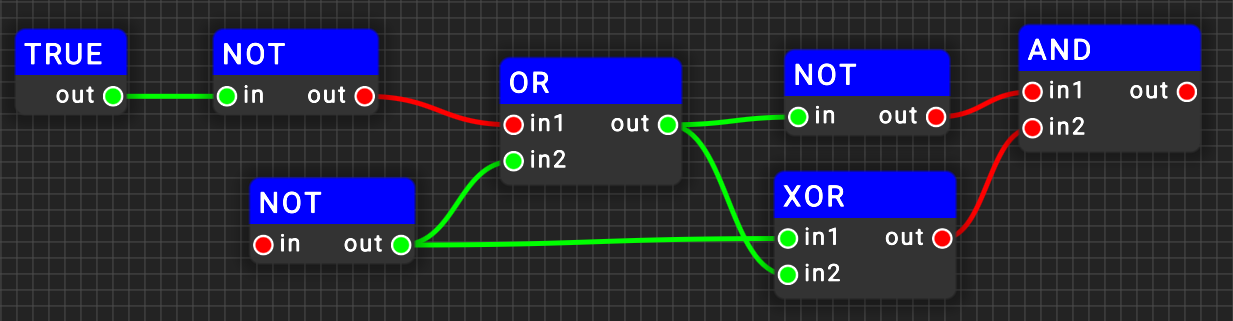 TRUE
out
NOT
in out
OR
in1 out
in2
NOT
in out
AND
in1 out
in2
NOT
in out
XOR
in1 out
in2